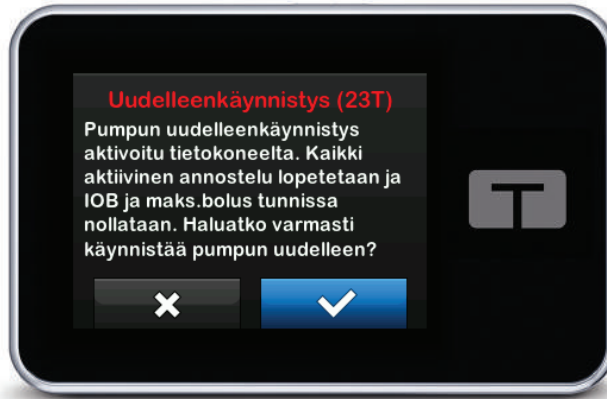 Uudelleenkäynnistys (23T)
Pumpun uudelleenkäynnistys
aktivoitu tietokoneelta. Kaikki
aktiivinen annostelu lopetetaan ja
IOB ja maks.bolus tunnissa
nollataan. Haluatko varmasti
käynnistää pumpun uudelleen?